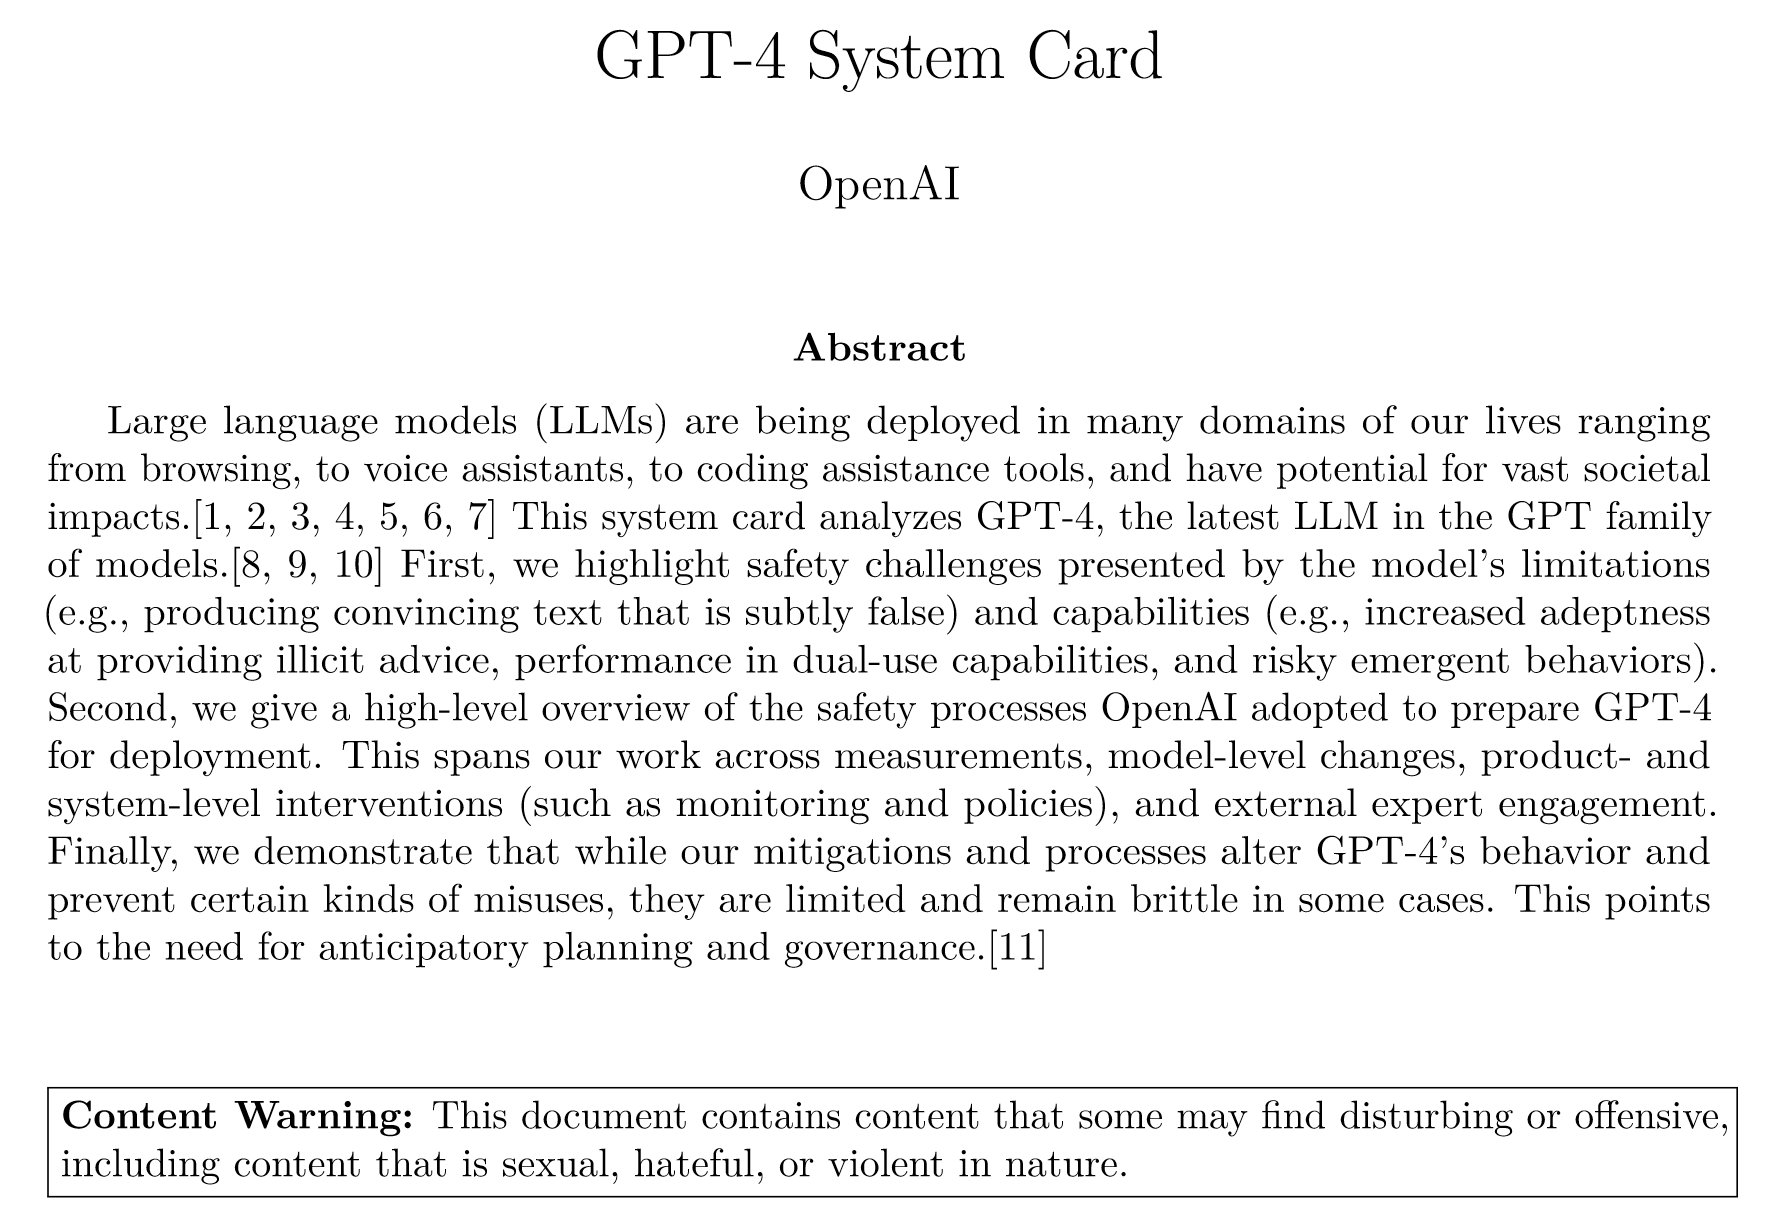 GPT-4 System Card
OpenAI
Abstract
Large language models (LLMs) are being deployed in many domains of our lives ranging
from browsing, to voice assistants, to coding assistance tools, and have potential for vast societal
impacts.[1, 2, 3, 4, 5, 6, 7] This system card analyzes GPT-4, the latest LLM in the GPT family
of models.[8, 9, 10] First, we highlight safety challenges presented by the model’s limitations
(e.g., producing convincing text that is subtly false) and capabilities (e.g., increased adeptness
at providing illicit advice, performance in dual-use capabilities, and risky emergent behaviors).
Second, we give a high-level overview of the safety processes OpenAI adopted to prepare GPT-4
for deployment. This spans our work across measurements, model-level changes, product- and
system-level interventions (such as monitoring and policies), and external expert engagement.
Finally, we demonstrate that while our mitigations and processes alter GPT-4’s behavior and
prevent certain kinds of misuses, they are limited and remain brittle in some cases. This points
to the need for anticipatory planning and governance.[11]
Content Warning: This document contains content that some may find disturbing or offensive,
including content that is sexual, hateful, or violent in nature.